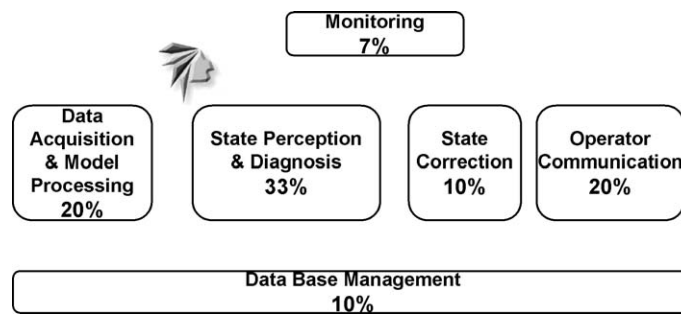 Monitoring
7%
Data
Acquisition
& Model
Processing
20%
State Perception
& Diagnosis
33%
State
Correction
10%
Operator
Communication
20%
Data Base Management
10%